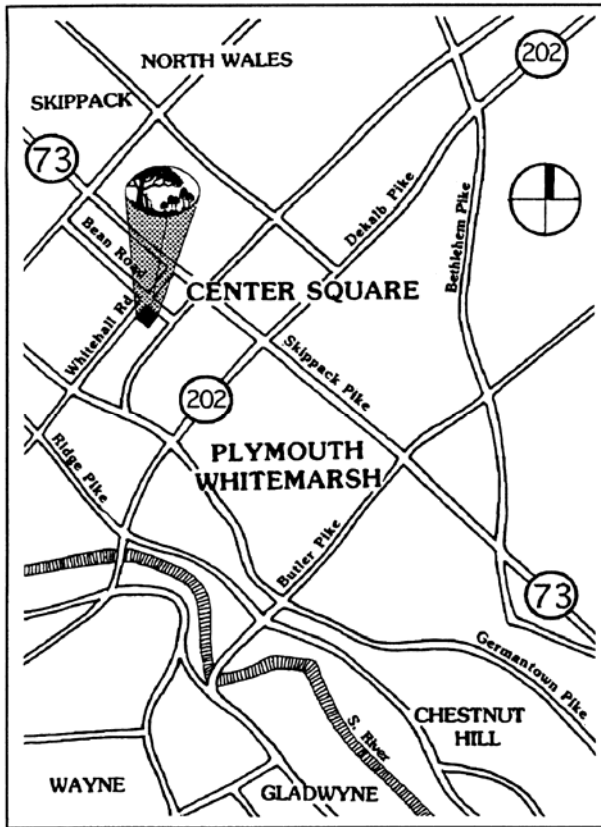 NORTH WALES
202
SKIPPACK
73
Bean Road
Dekalb Pike
Bethlehem Pike
CENTER SQUARE
Whitehall Rd.
Skippack Pike
202
Ridge Pike
PLYMOUTH
WHITEMARSH
Butler Pike
73
Germantown Pike
S. River
CHESTNUT
HILL
WAYNE
GLADWYNE